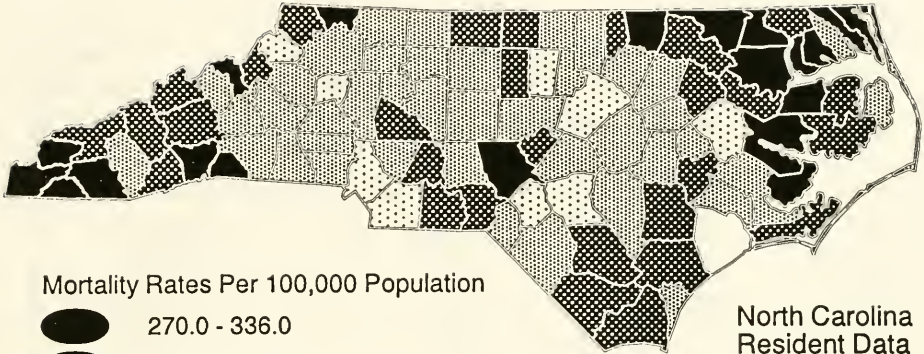 Mortality Rates Per 100,000 Population
270.0 - 336.0
North Carolina
Resident Data